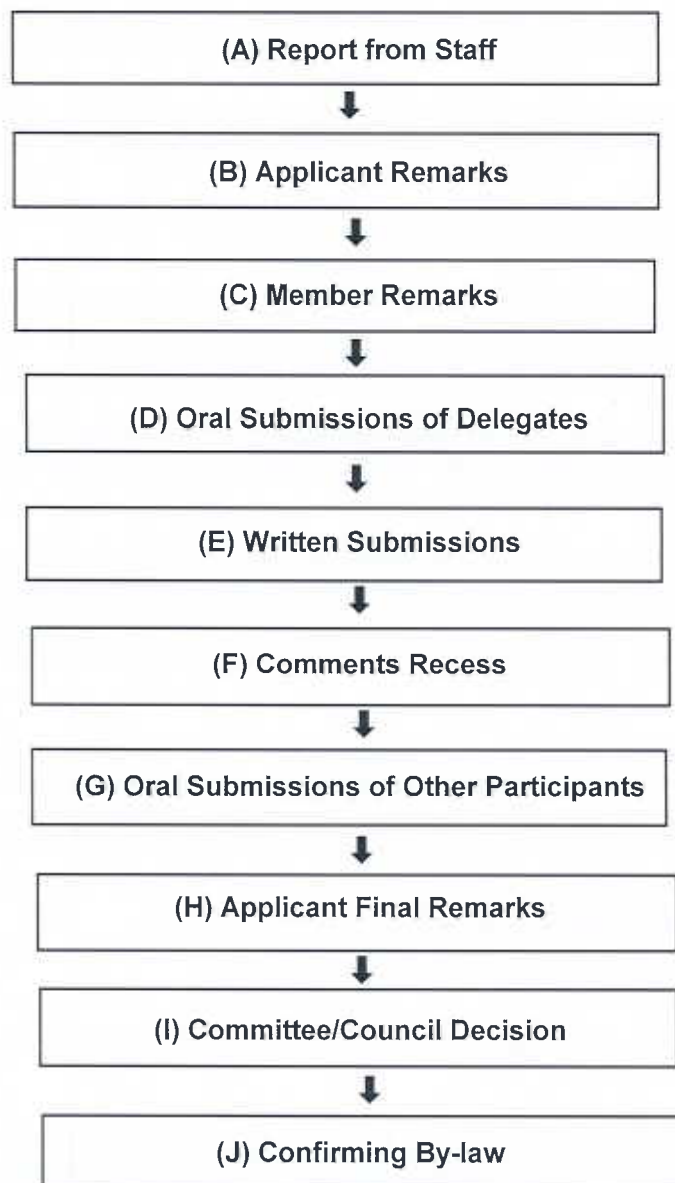 (A) Report from Staff
(B) Applicant Remarks
(C) Member Remarks
(D) Oral Submissions of Delegates
(E) Written Submissions
(F) Comments Recess
(G) Oral Submissions of Other Participants
(H) Applicant Final Remarks
(I) Committee/Council Decision
(J) Confirming By-law